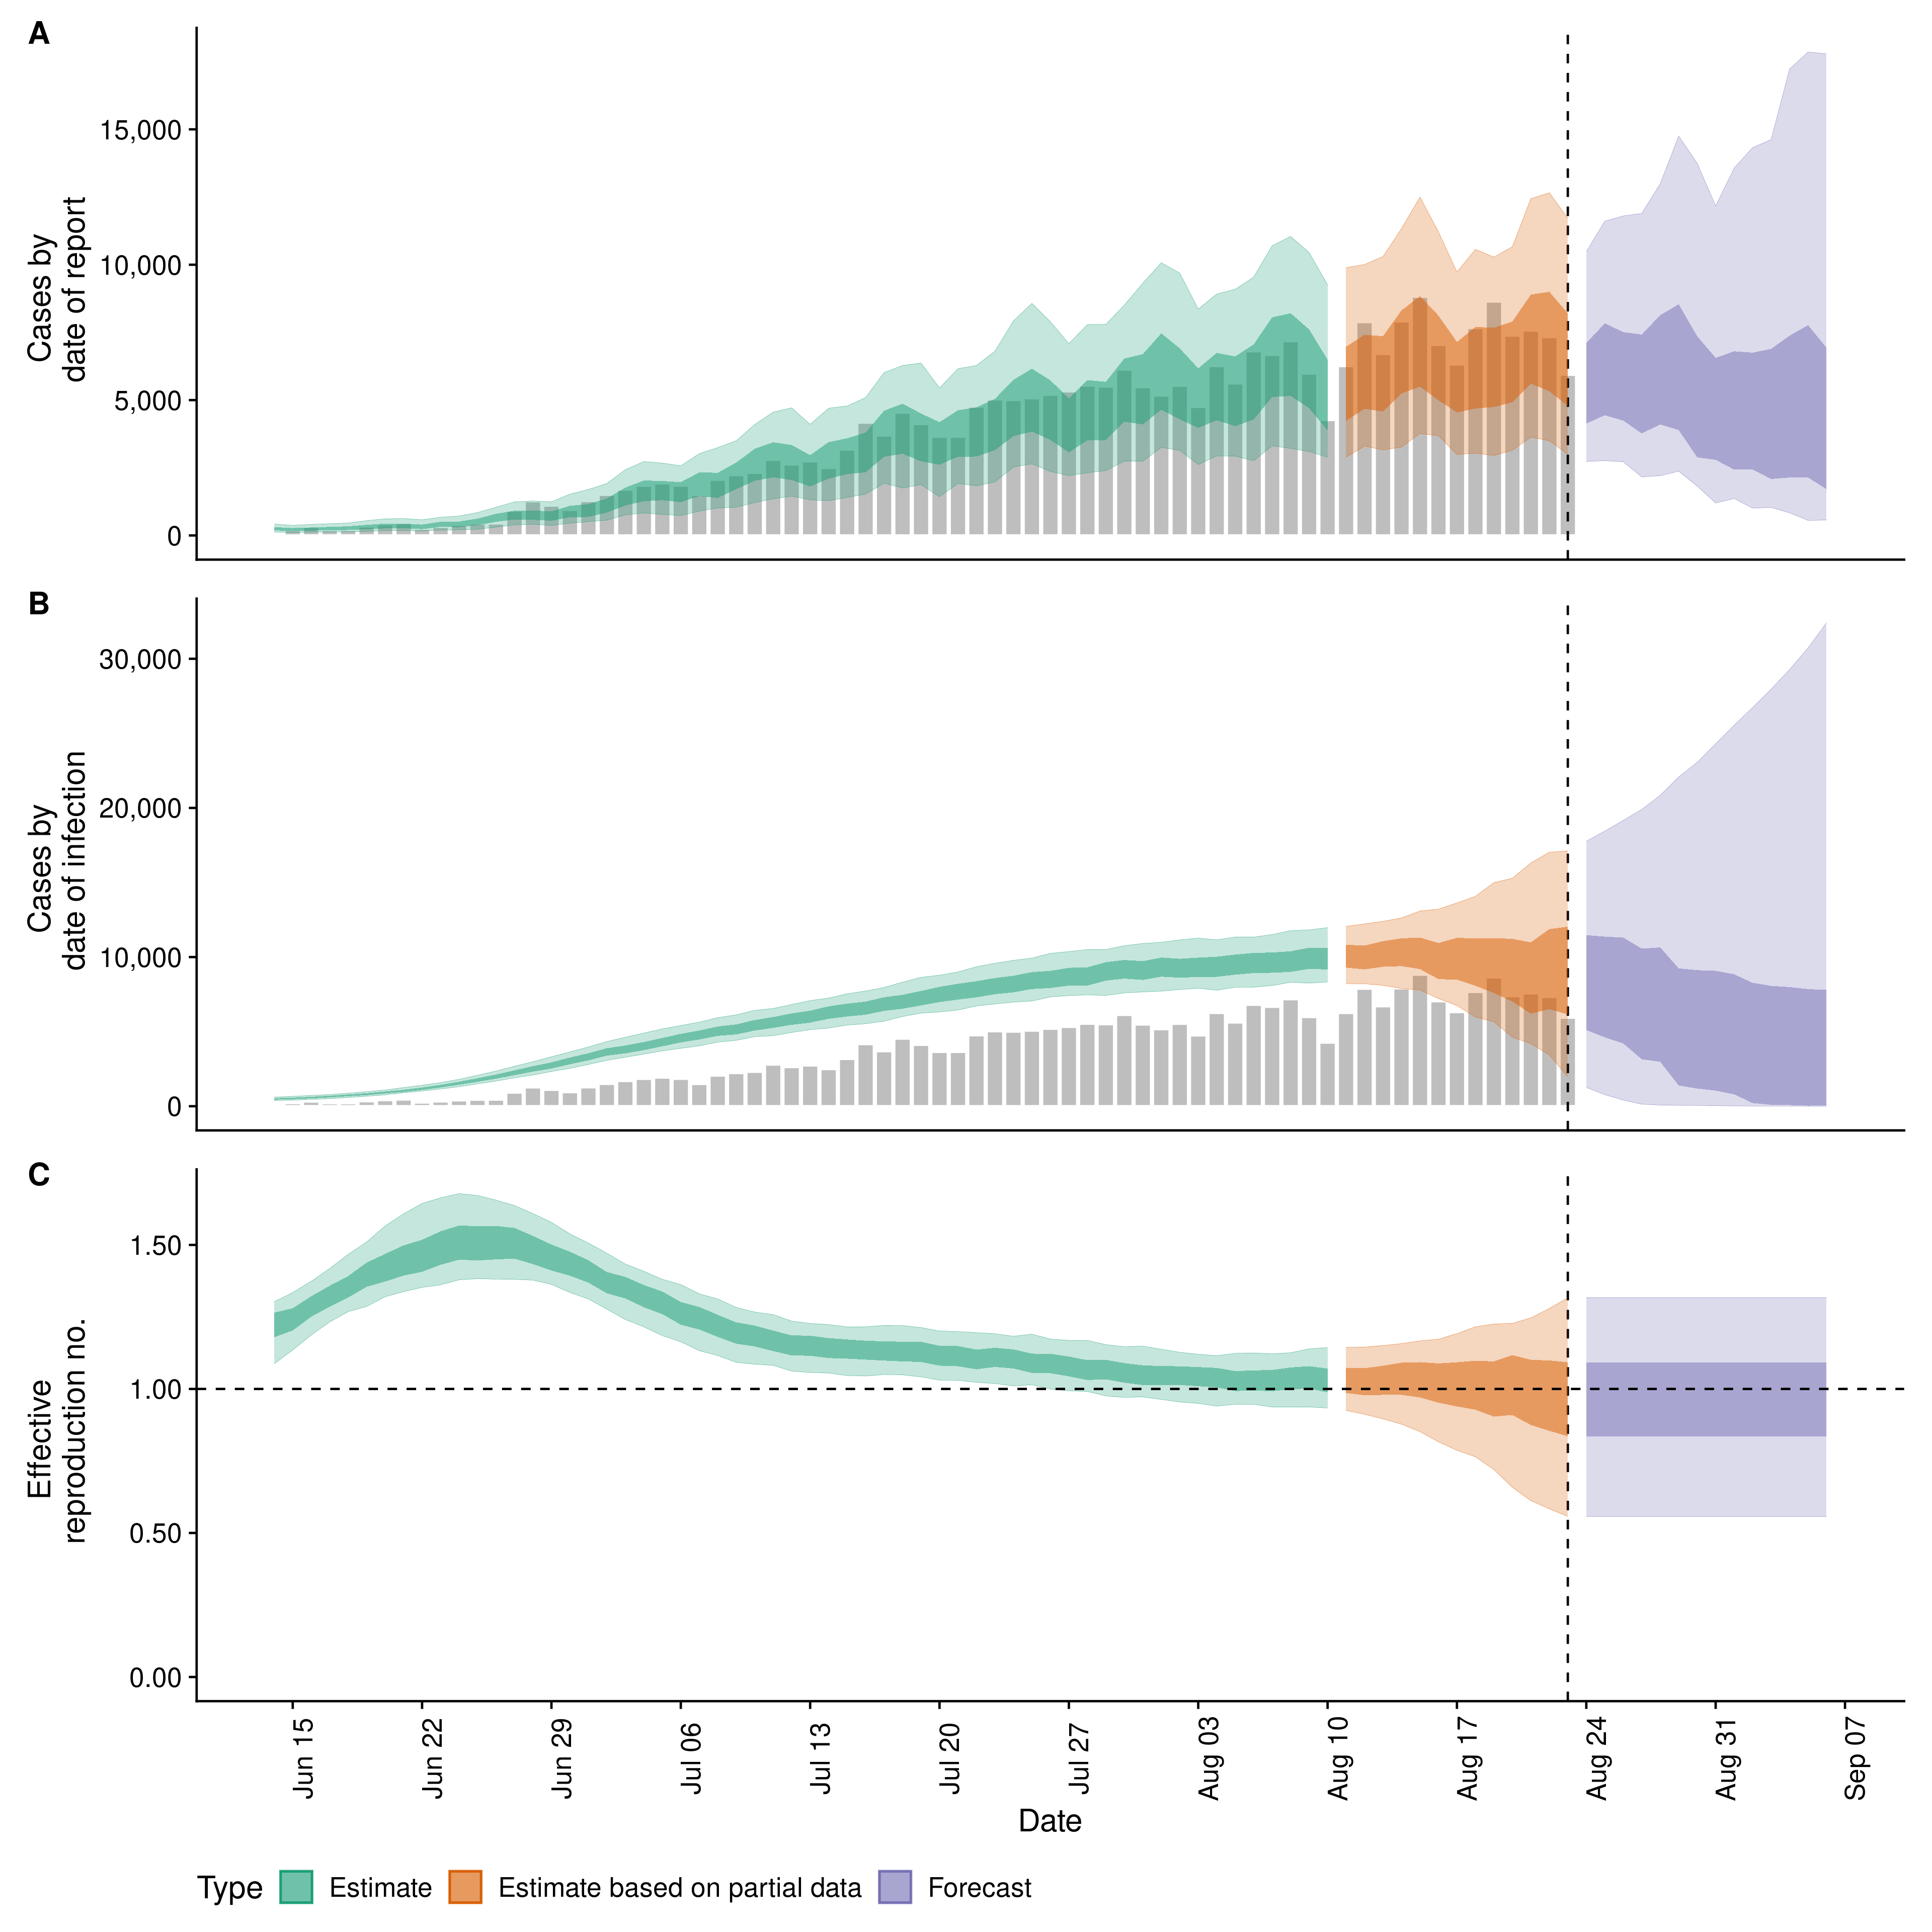 A
Cases by
date of report
15,000
10,000
5,000
0
B
Cases by
date of infection
30,000
20,000
10,000
0
C
Effective
reproduction no.
1.50
1.00
0.50
0.00
Jun 15
Jun 22
Jun 29
Jul 06
Jul 13
Jul 20
Jul 27
Aug 03
Aug 10
Aug 17
Aug 24
Aug 31
Sep 07
Date
Type Estimate Estimate based on partial data Forecast